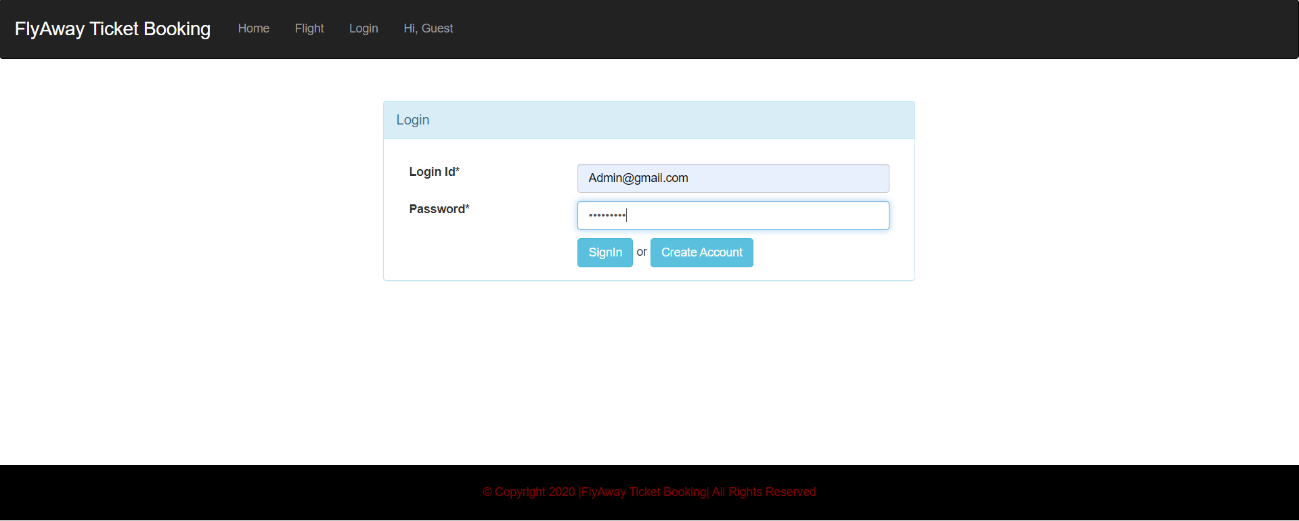 FlyAway Ticket Booking Home Flight Login Hi, Guest
Login
Login Id* Admin@gmail.com
Password* •••••••••
SignIn or Create Account
© Copyright 2020 |FlyAway Ticket Booking| All Rights Reserved